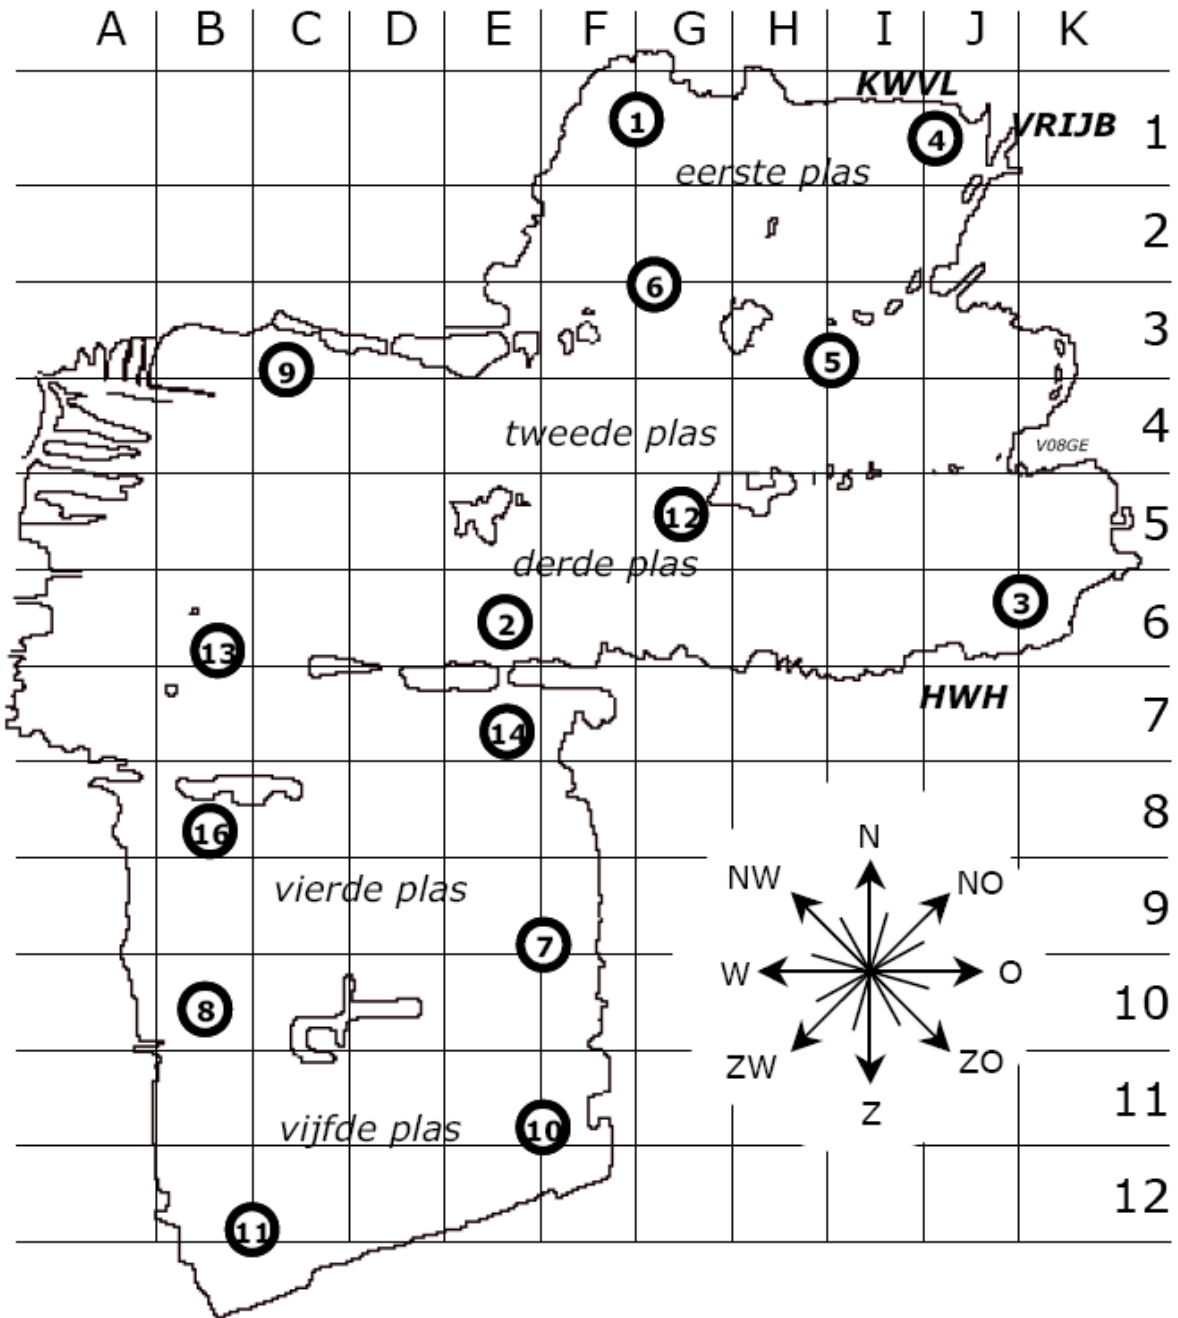 A B C D E F G H I J K
KWVL
1 4 VRIJB 1
eerste plas
2
6
3
9 5
tweede plas 4
V08GE
12 5
derde plas
3
2 6
13
HWH
14 7
8
16
N
vierde plas NW NO
9
7
W O
8 10
ZW ZO
11
Z
vijfde plas 10
12
11